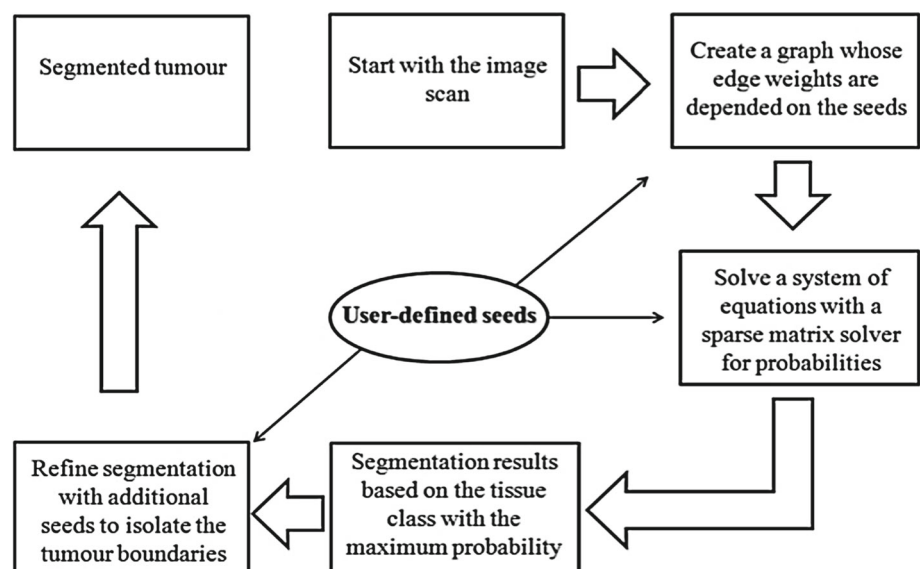 Segmented tumour
Start with the image
scan
Create a graph whose
edge weights are
depended on the seeds
User-defined seeds
Solve a system of
equations with a
sparse matrix solver
for probabilities
Refine segmentation
with additional
seeds to isolate the
tumour boundaries
Segmentation results
based on the tissue
class with the
maximum probability